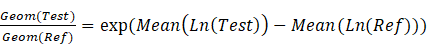 Geom(Test)/Geom(Ref) = exp(Mean(Ln(Test)) − Mean(Ln(Ref)))